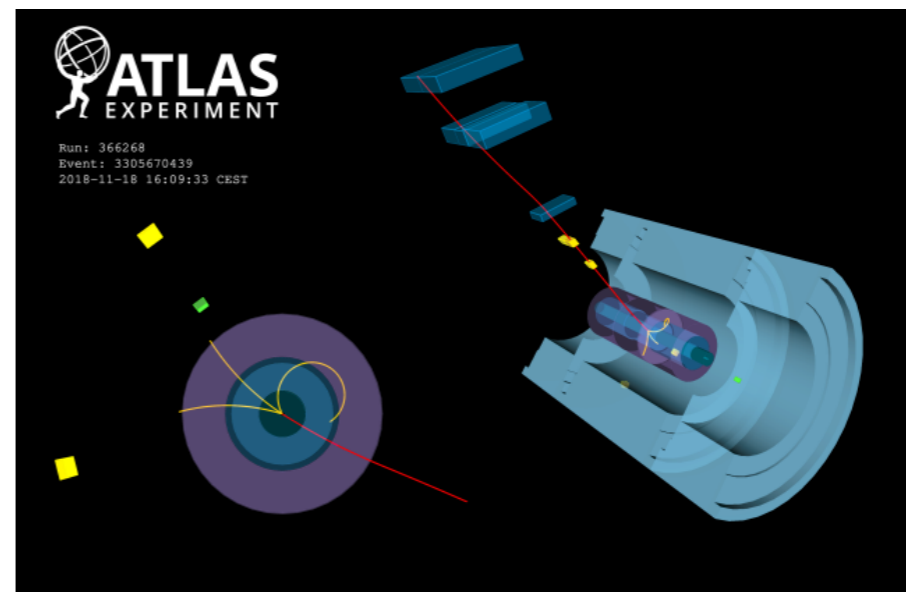 ATLAS
EXPERIMENT
Run: 366268
Event: 3305670439
2018-11-18 16:09:33 CEST